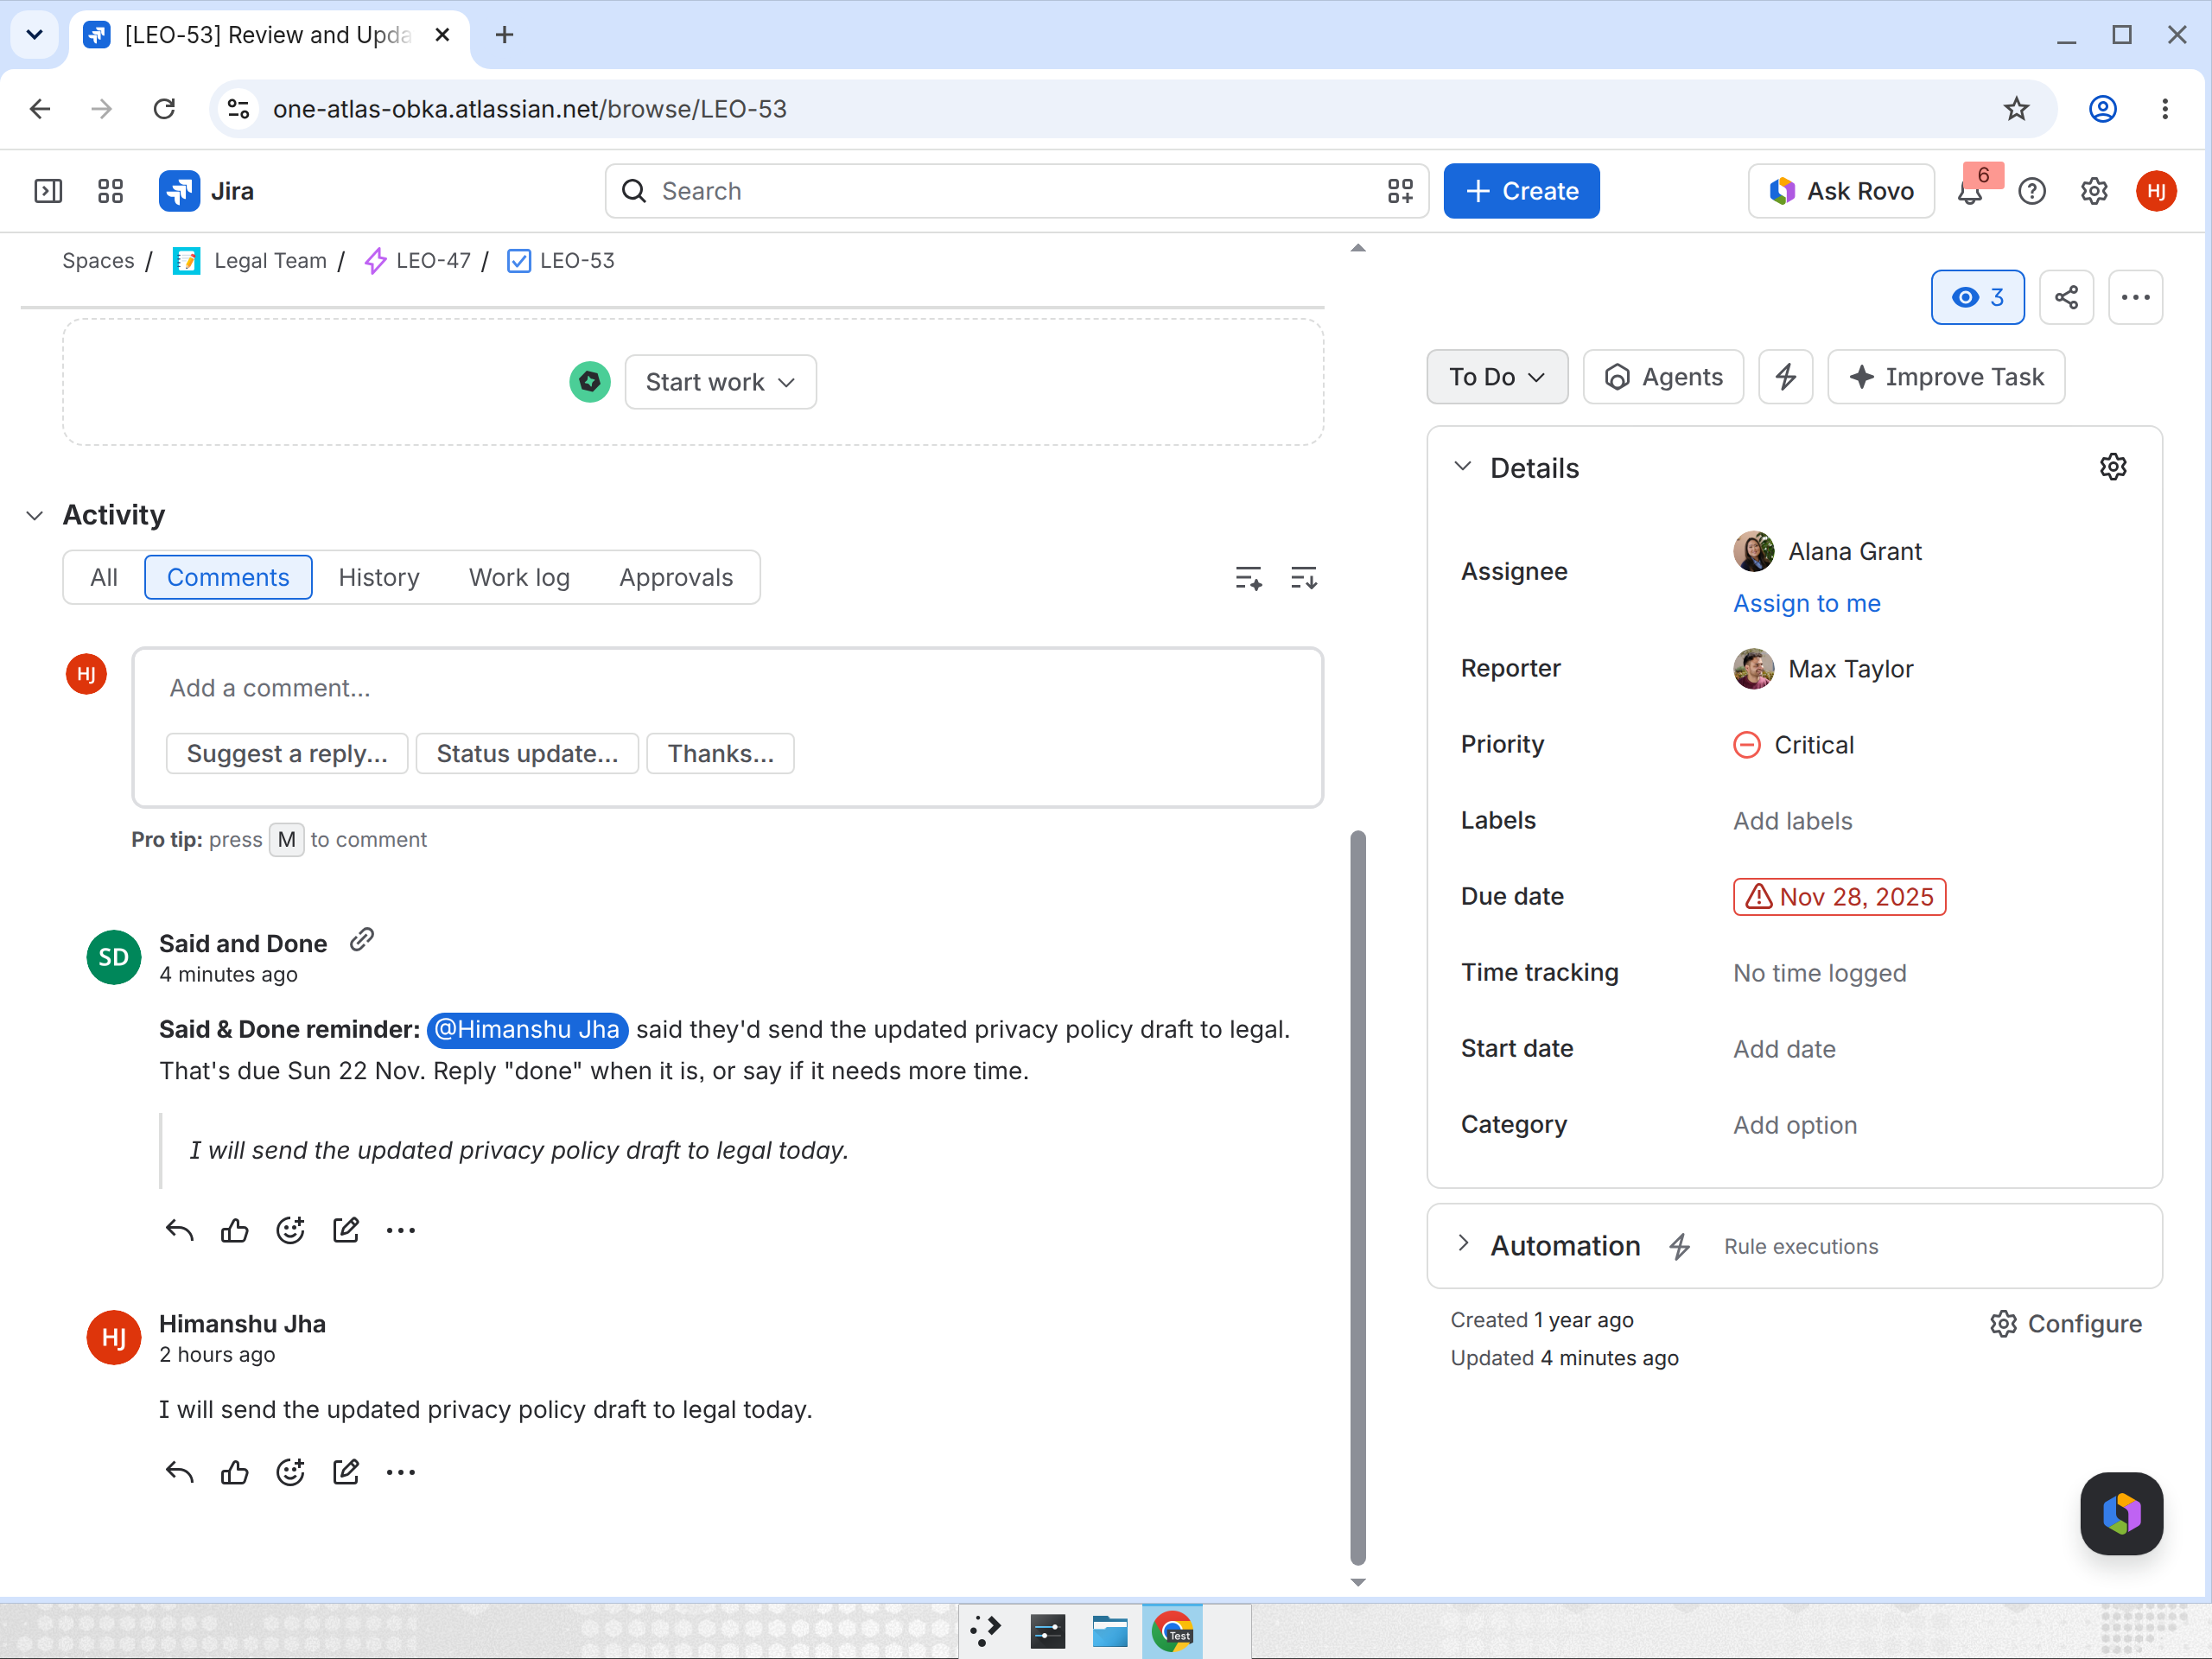 [LEO-53] Review and Upda
one-atlas-obka.atlassian.net/browse/LEO-53
Jira
Search
Create
Ask Rovo
6
HJ
Spaces / Legal Team / LEO-47 / LEO-53
3
Start work
To Do
Agents
Improve Task
Details
Activity
All
Comments
History
Work log
Approvals
Assignee
Alana Grant
Assign to me
Reporter
Max Taylor
Priority
Critical
Labels
Add labels
Due date
Nov 28, 2025
Time tracking
No time logged
Start date
Add date
Category
Add option
HJ
Add a comment...
Suggest a reply...
Status update...
Thanks...
Pro tip: press M to comment
SD
Said and Done
4 minutes ago
Said & Done reminder: @Himanshu Jha said they'd send the updated privacy policy draft to legal.
That's due Sun 22 Nov. Reply "done" when it is, or say if it needs more time.
I will send the updated privacy policy draft to legal today.
HJ
Himanshu Jha
2 hours ago
I will send the updated privacy policy draft to legal today.
Automation
Rule executions
Created 1 year ago
Updated 4 minutes ago
Configure
Test